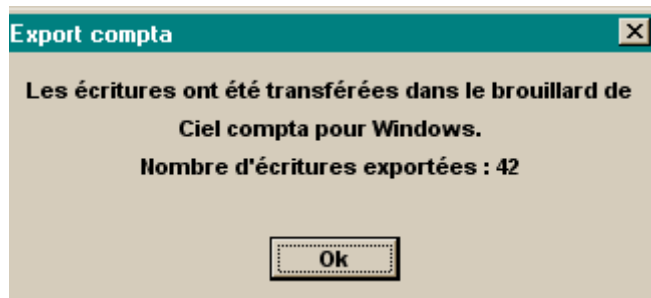 Export compta
Les écritures ont été transférées dans le brouillard de
Ciel compta pour Windows.
Nombre d'écritures exportées : 42
Ok